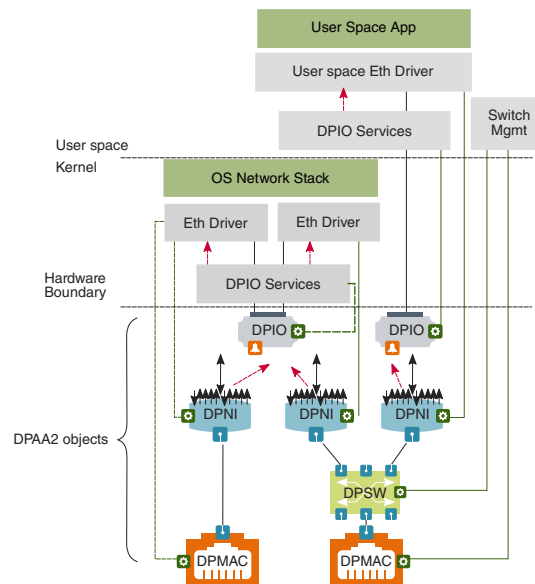 User Space App
User space Eth Driver
DPIO Services
Switch
Mgmt
User space
Kernel
OS Network Stack
Eth Driver
Eth Driver
DPIO Services
Hardware
Boundary
DPIO
DPIO
DPNI
DPNI
DPNI
DPAA2 objects
DPSW
DPMAC
DPMAC